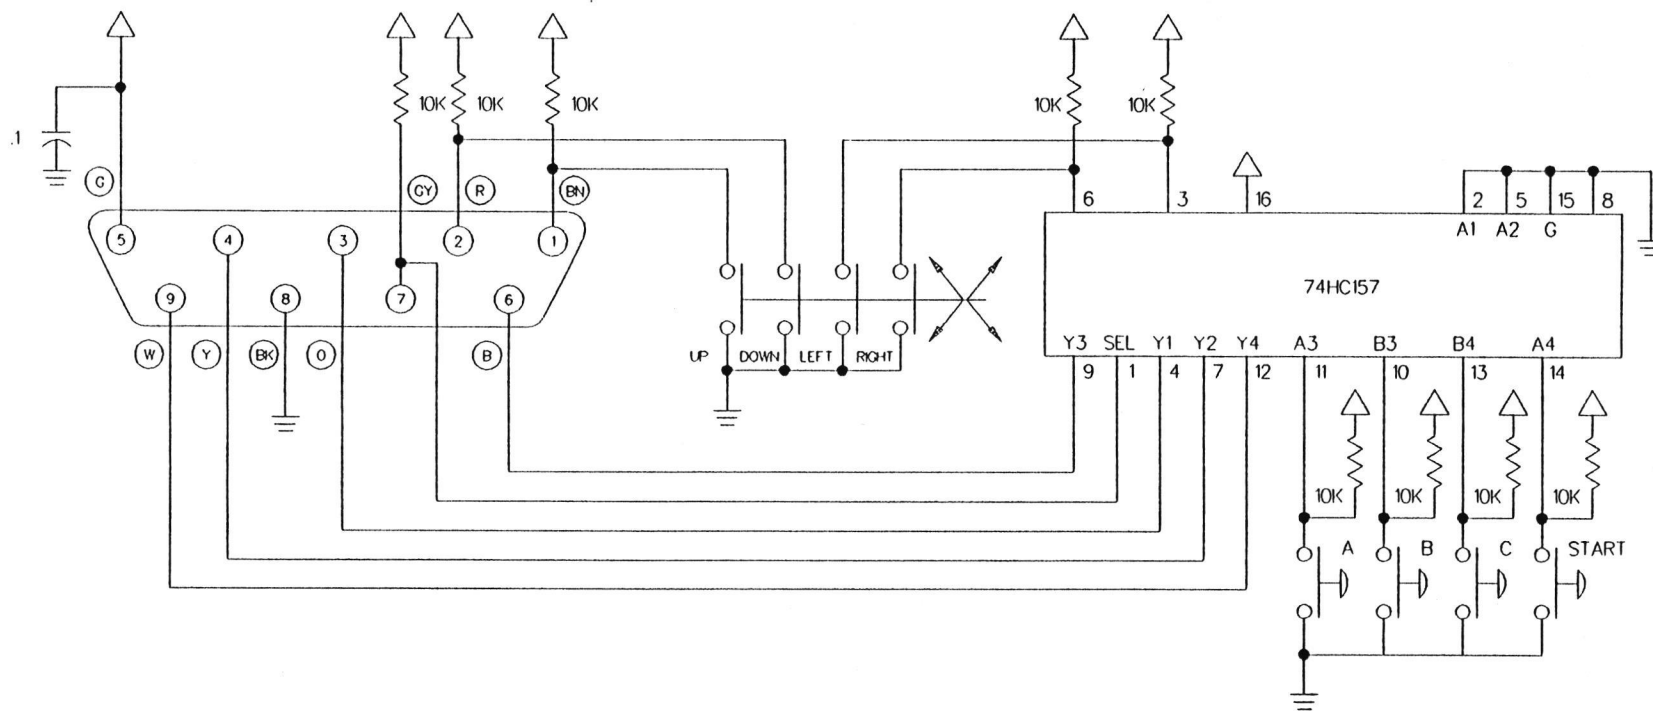 10K
10K
10K
10K
10K
.1
G
GY
R
BN
6
3
16
2
5
15
8
A1
A2
G
5
4
3
2
1
9
8
7
6
74HC157
W
Y
BK
O
B
UP
DOWN
LEFT
RIGHT
Y3
SEL
Y1
Y2
Y4
A3
B3
B4
A4
9
1
4
7
12
11
10
13
14
10K
10K
10K
10K
A
B
C
START